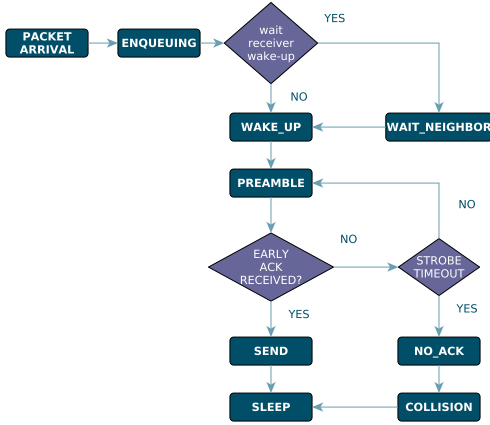 PACKET
ARRIVAL
ENQUEUING
wait
receiver
wake-up
YES
NO
WAKE_UP
WAIT_NEIGHBOR
PREAMBLE
NO
EARLY
ACK
RECEIVED?
NO
STROBE
TIMEOUT
YES
YES
SEND
NO_ACK
SLEEP
COLLISION